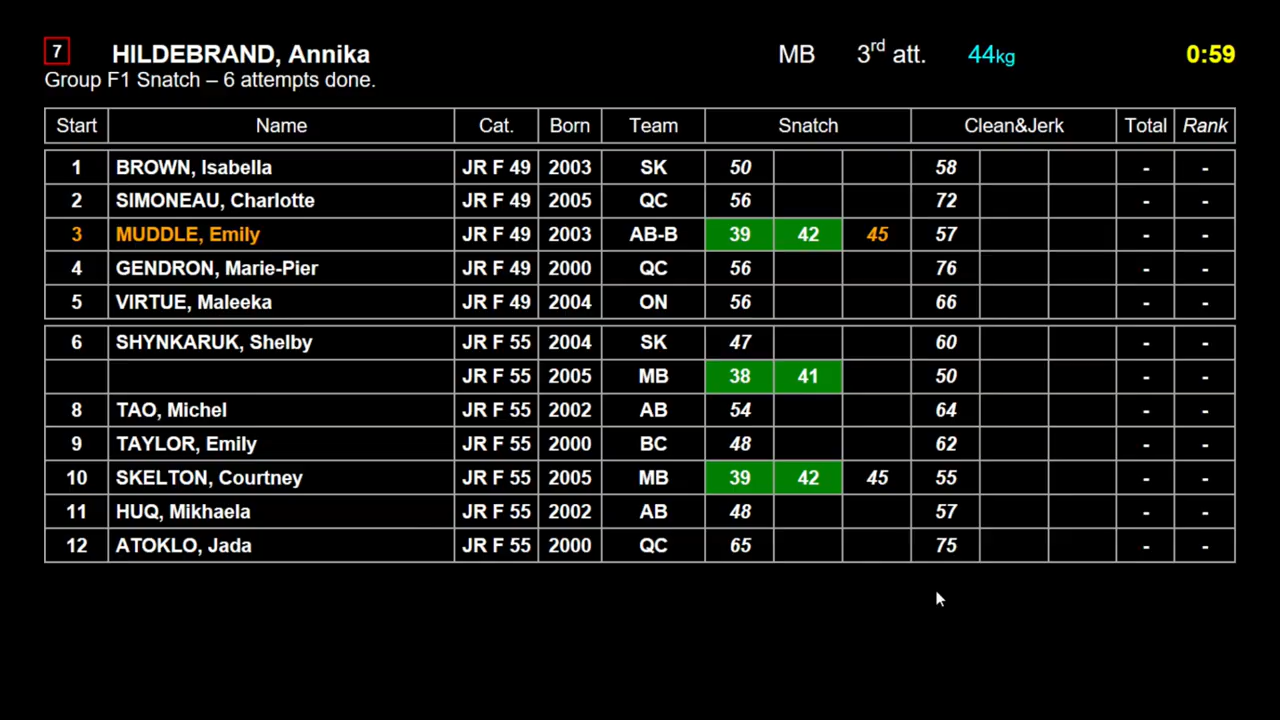 7 HILDEBRAND, Annika MB 3rd att. 44kg 0:59
Group F1 Snatch – 6 attempts done.
Start Name Cat. Born Team Snatch Clean&Jerk Total Rank
1 BROWN, Isabella JR F 49 2003 SK 50 58 - -
2 SIMONEAU, Charlotte JR F 49 2005 QC 56 72 - -
3 MUDDLE, Emily JR F 49 2003 AB-B 39 42 45 57 - -
4 GENDRON, Marie-Pier JR F 49 2000 QC 56 76 - -
5 VIRTUE, Maleeka JR F 49 2004 ON 56 66 - -
6 SHYNKARUK, Shelby JR F 55 2004 SK 47 60 - -
JR F 55 2005 MB 38 41 50 - -
8 TAO, Michel JR F 55 2002 AB 54 64 - -
9 TAYLOR, Emily JR F 55 2000 BC 48 62 - -
10 SKELTON, Courtney JR F 55 2005 MB 39 42 45 55 - -
11 HUQ, Mikhaela JR F 55 2002 AB 48 57 - -
12 ATOKLO, Jada JR F 55 2000 QC 65 75 - -